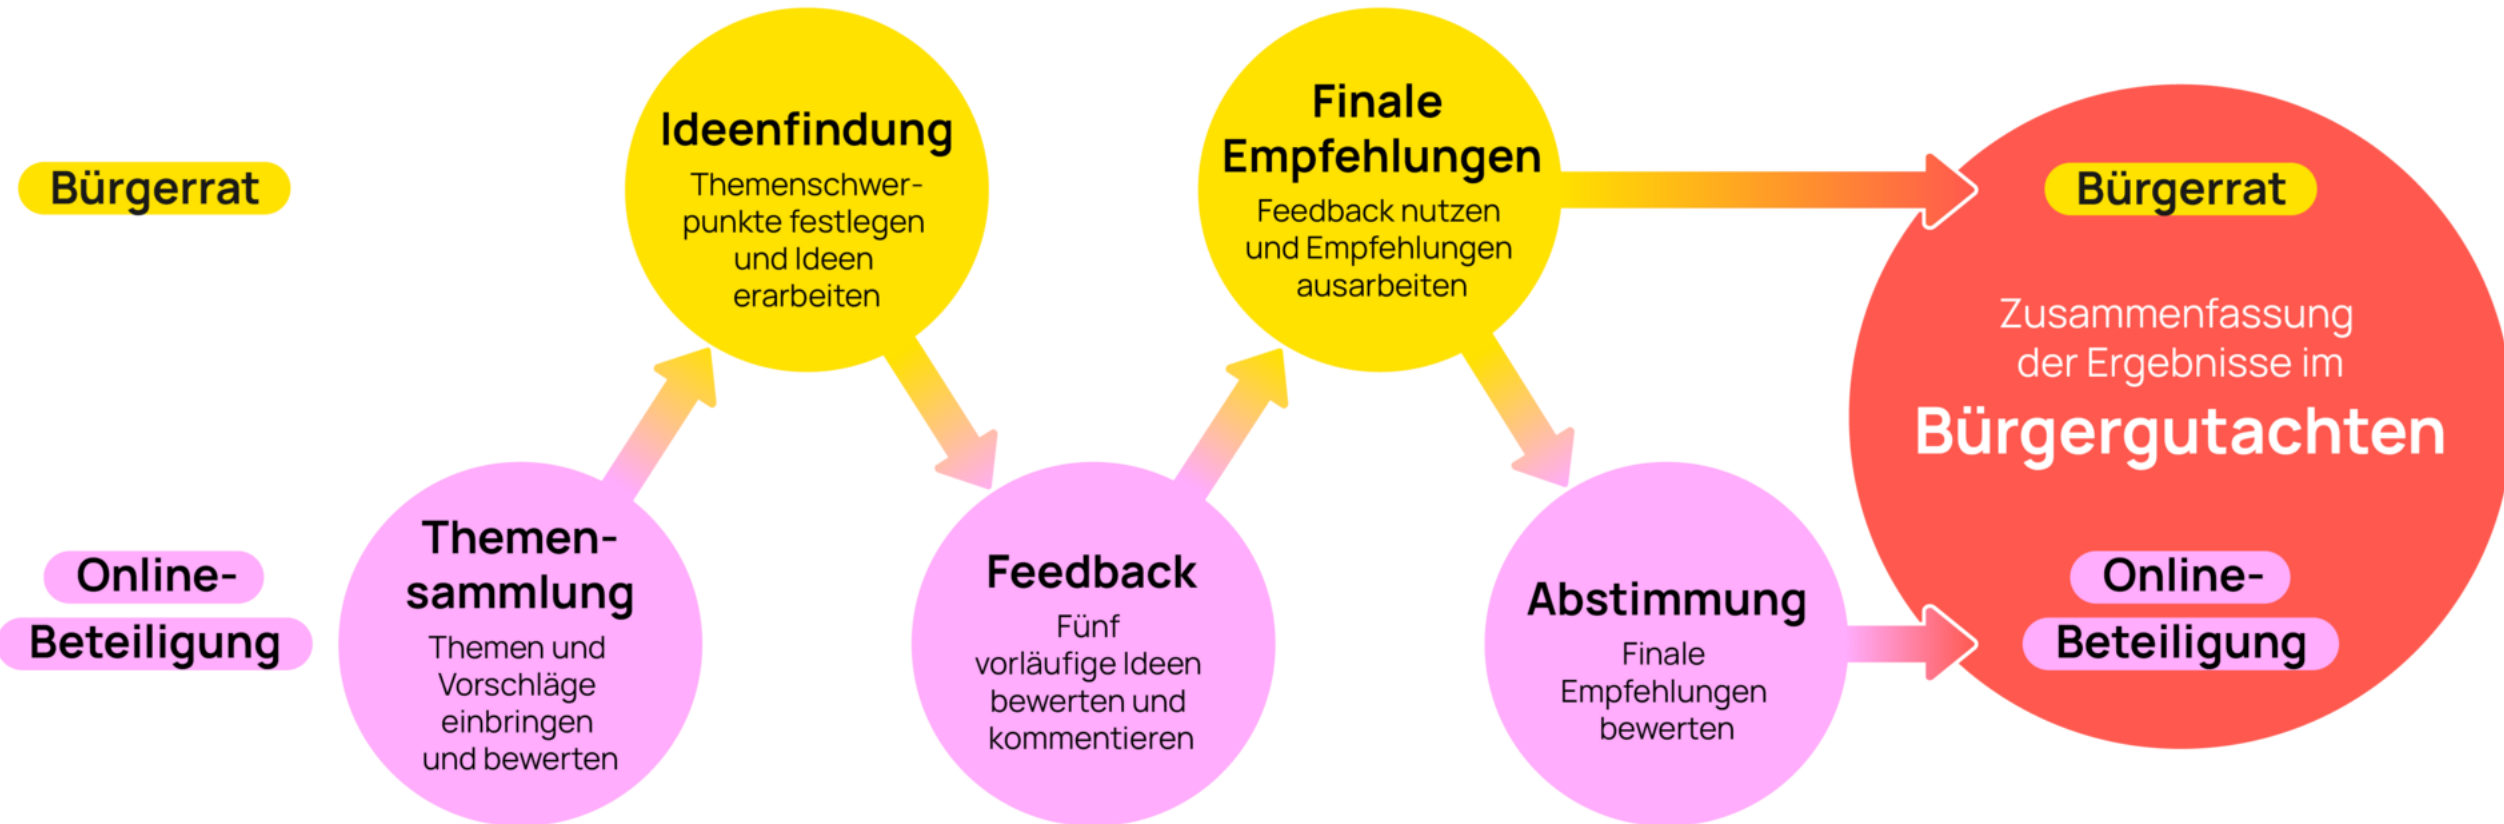 Bürgerrat
Online-
Beteiligung
Themen-
sammlung
Themen und
Vorschläge
einbringen
und bewerten
Ideenfindung
Themenschwer-
punkte festlegen
und Ideen
erarbeiten
Feedback
Fünf
vorläufige Ideen
bewerten und
kommentieren
Finale
Empfehlungen
Feedback nutzen
und Empfehlungen
ausarbeiten
Abstimmung
Finale
Empfehlungen
bewerten
Bürgerrat
Zusammenfassung
der Ergebnisse im
Bürgergutachten
Online-
Beteiligung